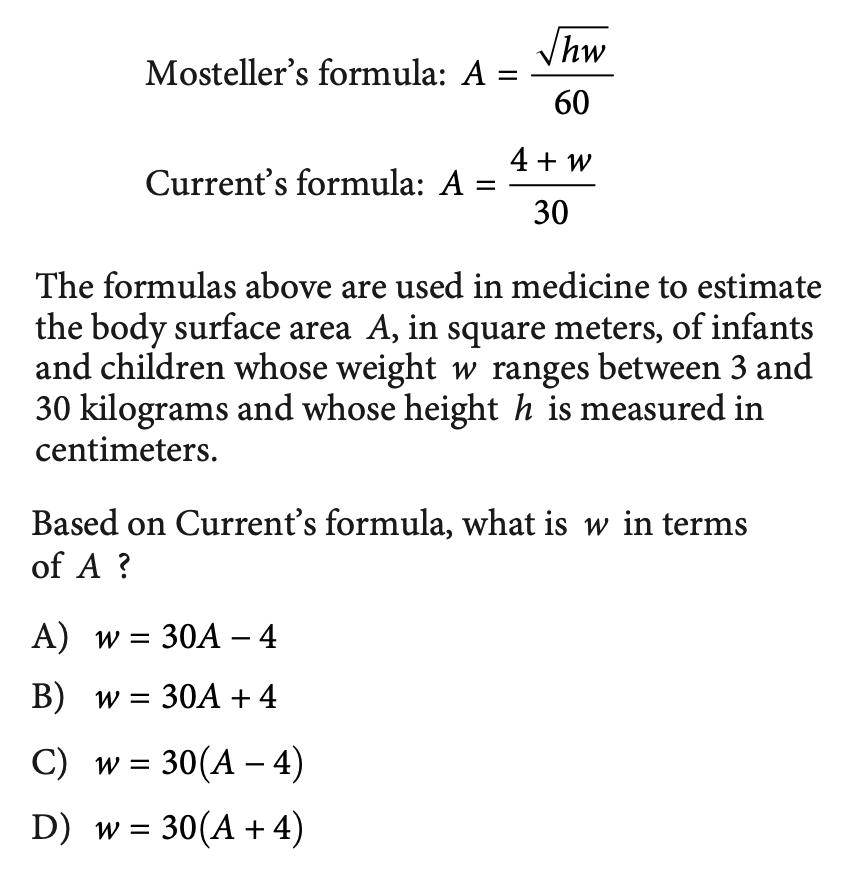 Mosteller’s formula: A = √hw / 60
Current’s formula: A = 4 + w / 30
The formulas above are used in medicine to estimate
the body surface area A, in square meters, of infants
and children whose weight w ranges between 3 and
30 kilograms and whose height h is measured in
centimeters.
Based on Current’s formula, what is w in terms
of A ?
A) w = 30A − 4
B) w = 30A + 4
C) w = 30(A − 4)
D) w = 30(A + 4)